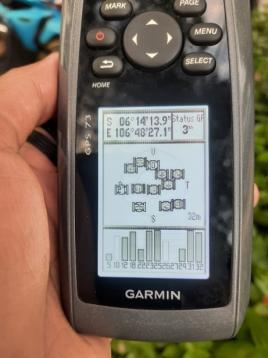 MARK
PAGE
MENU
SELECT
HOME
GPS 73
S 06°14'13.9"
E 106°48'27.1"
Status GP
3m
U
T
S
32m
GARMIN